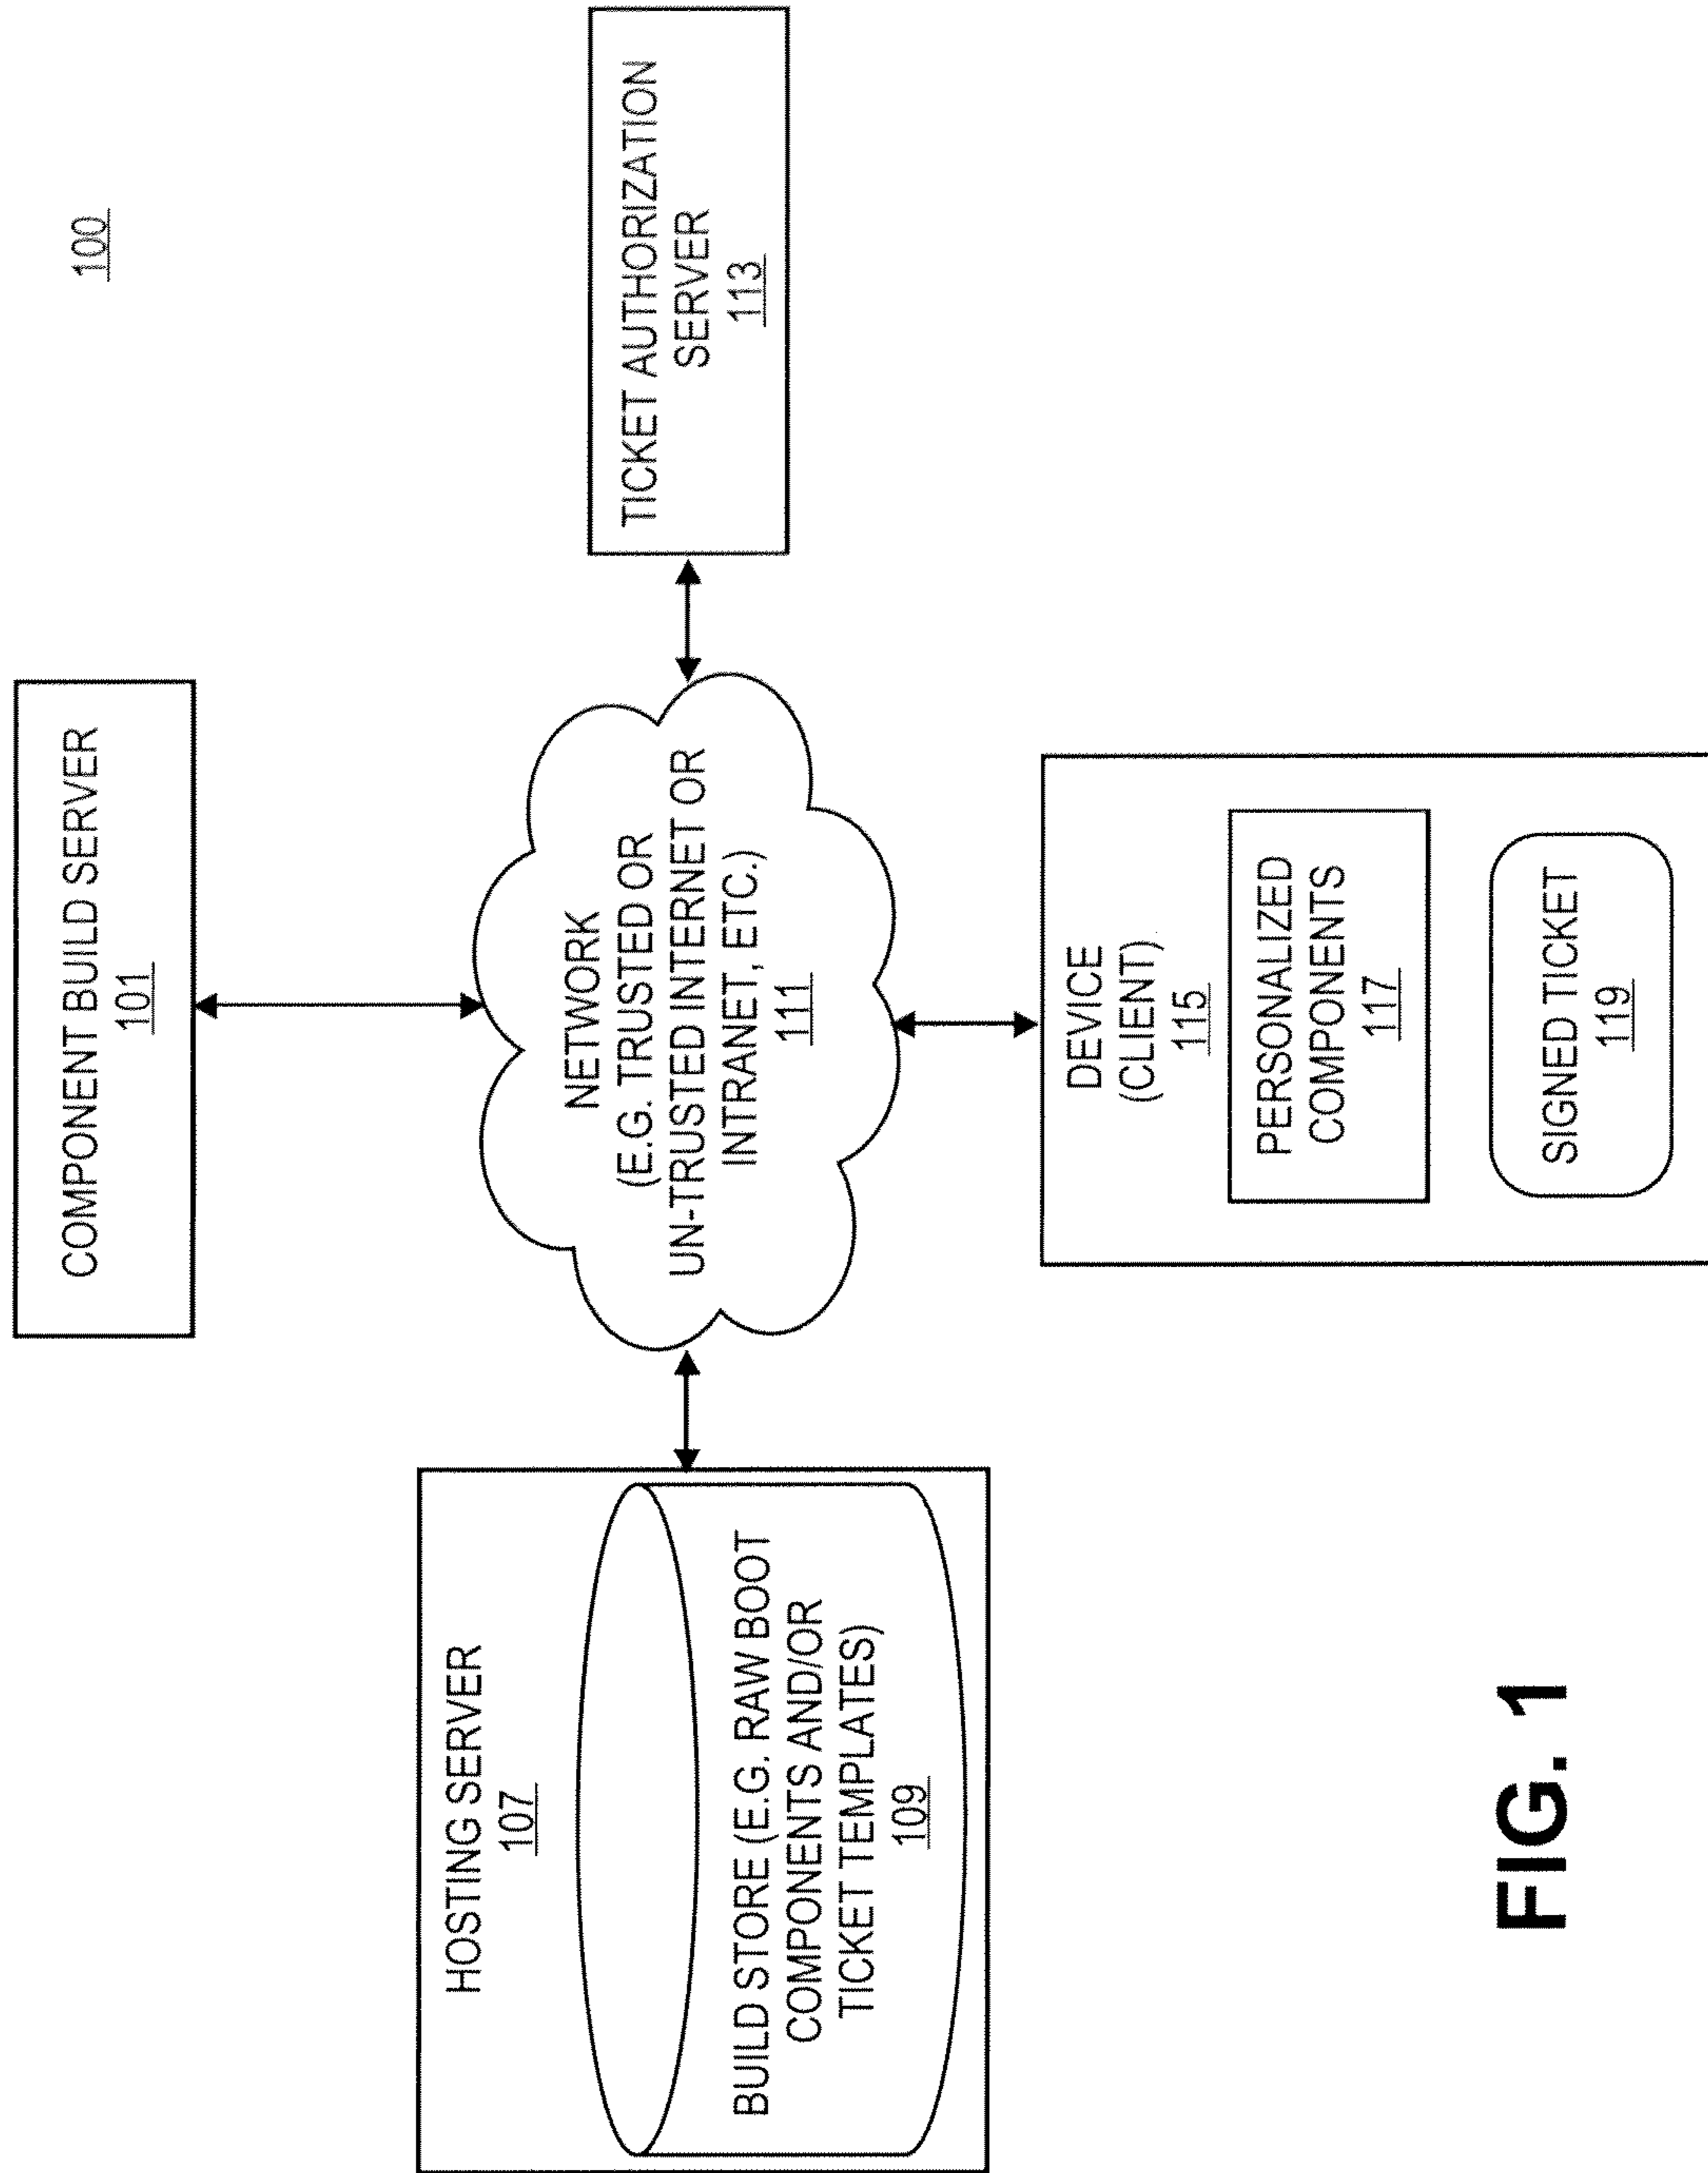 100
COMPONENT BUILD SERVER
101
HOSTING SERVER
107
BUILD STORE (E.G. RAW BOOT
COMPONENTS AND/OR
TICKET TEMPLATES)
109
NETWORK
(E.G. TRUSTED OR
UN-TRUSTED INTERNET OR
INTRANET, ETC.)
111
TICKET AUTHORIZATION
SERVER
113
DEVICE
(CLIENT)
115
PERSONALIZED
COMPONENTS
117
SIGNED TICKET
119
FIG. 1